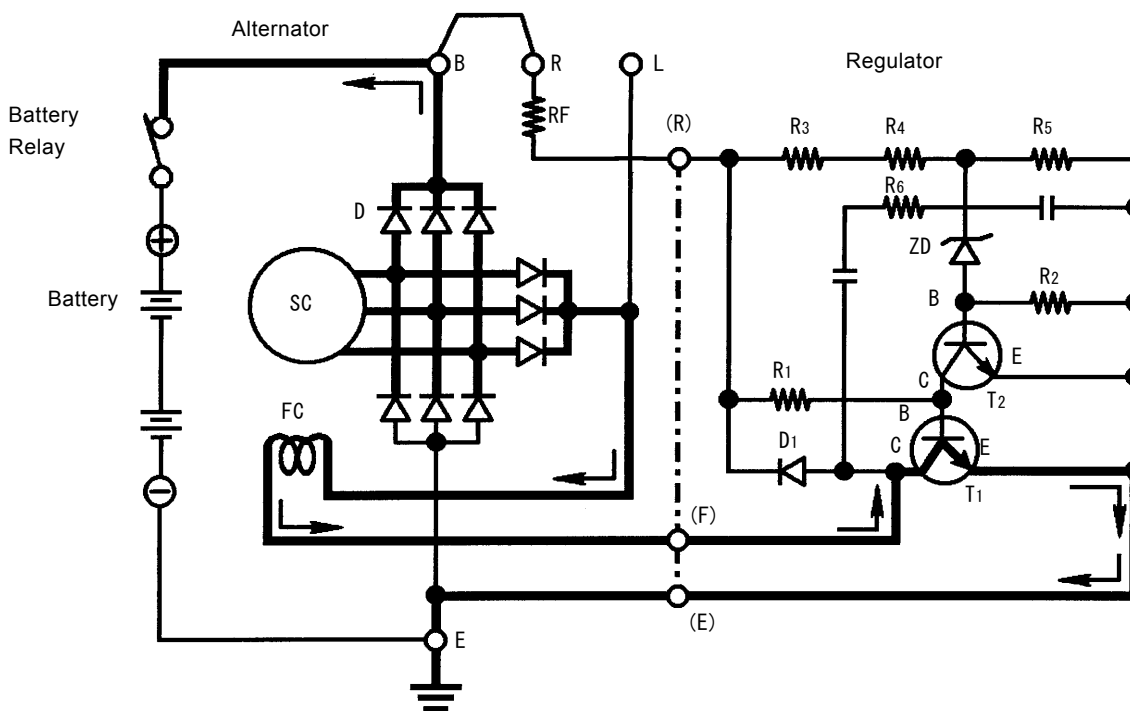 Alternator
Regulator
Battery
Relay
Battery
B
R
L
RF
(R)
R3
R4
R5
R6
D
ZD
SC
B
R2
E
C
T2
R1
B
FC
D1
C
E
T1
(F)
(E)
E